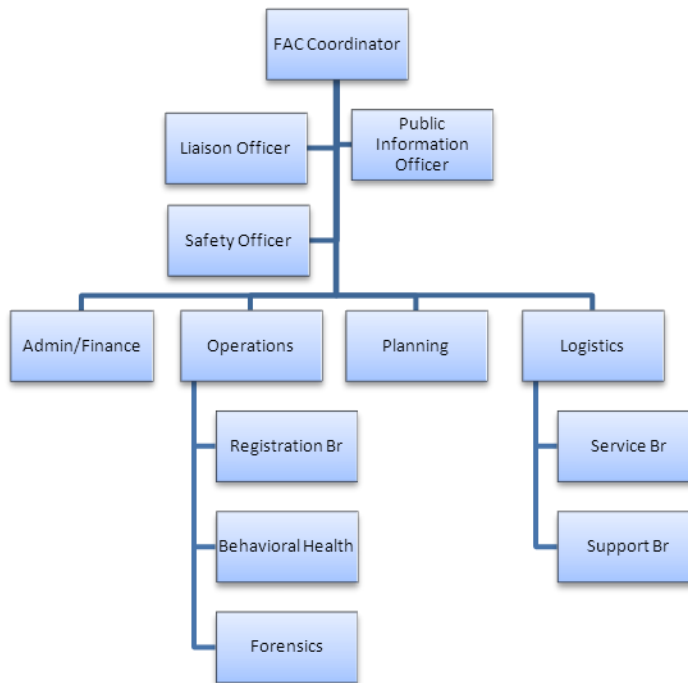 FAC Coordinator
Liaison Officer
Public
Information
Officer
Safety Officer
Admin/Finance
Operations
Planning
Logistics
Registration Br
Service Br
Behavioral Health
Support Br
Forensics